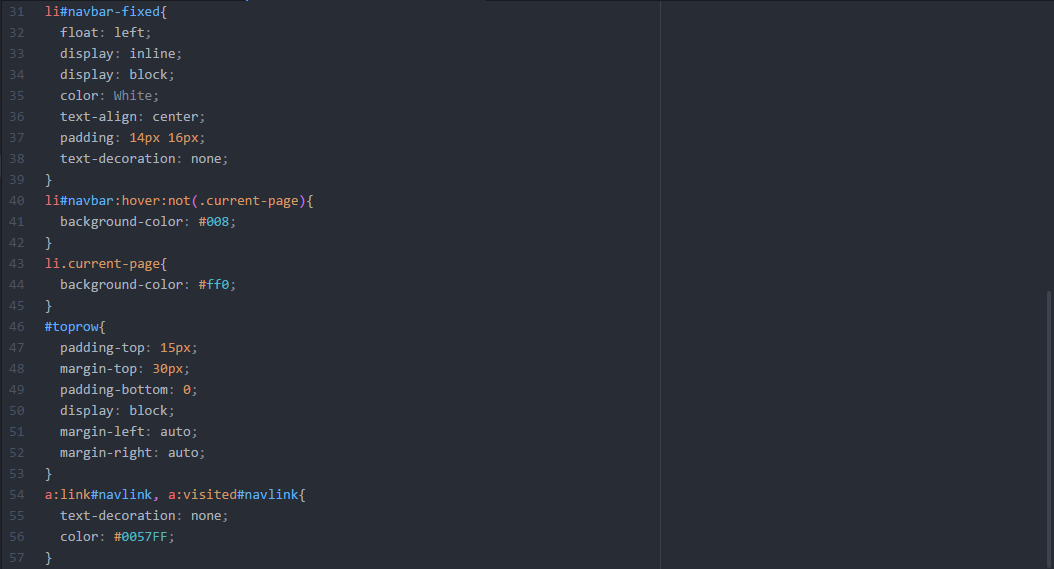 31 li#navbar-fixed{
32   float: left;
33   display: inline;
34   display: block;
35   color: White;
36   text-align: center;
37   padding: 14px 16px;
38   text-decoration: none;
39 }
40 li#navbar:hover:not(.current-page){
41   background-color: #008;
42 }
43 li.current-page{
44   background-color: #ff0;
45 }
46 #toprow{
47   padding-top: 15px;
48   margin-top: 30px;
49   padding-bottom: 0;
50   display: block;
51   margin-left: auto;
52   margin-right: auto;
53 }
54 a:link#navlink, a:visited#navlink{
55   text-decoration: none;
56   color: #0057FF;
57 }